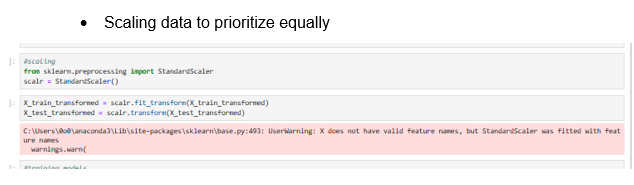 • Scaling data to prioritize equally
]:
#scaling
from sklearn.preprocessing import StandardScaler
scalr = StandardScaler()
]:
X_train_transformed = scalr.fit_transform(X_train_transformed)
X_test_transformed = scalr.transform(X_test_transformed)
C:\Users\0o0\anaconda3\Lib\site-packages\sklearn\base.py:493: UserWarning: X does not have valid feature names, but StandardScaler was fitted with feat
ure names
warnings.warn(
]:
#training models